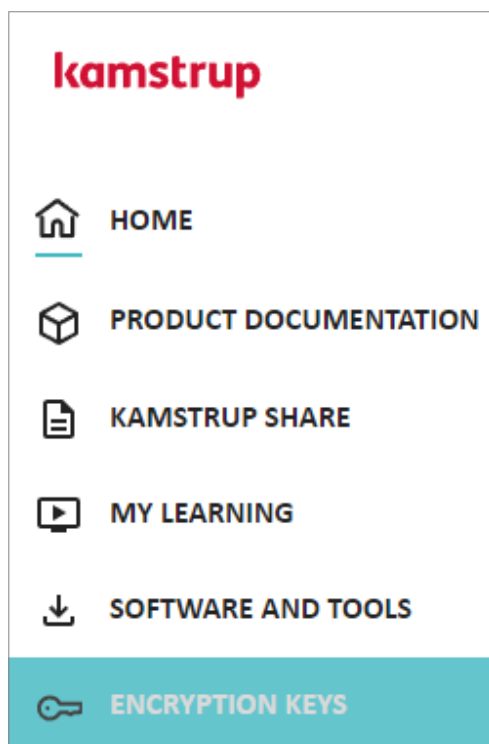 kamstrup
HOME
PRODUCT DOCUMENTATION
KAMSTRUP SHARE
MY LEARNING
SOFTWARE AND TOOLS
ENCRYPTION KEYS